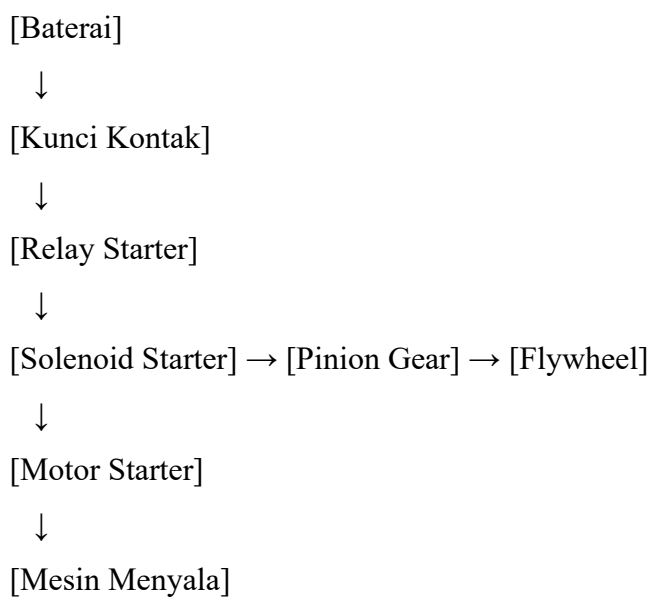 [Baterai]
↓
[Kunci Kontak]
↓
[Relay Starter]
↓
[Solenoid Starter] → [Pinion Gear] → [Flywheel]
↓
[Motor Starter]
↓
[Mesin Menyala]